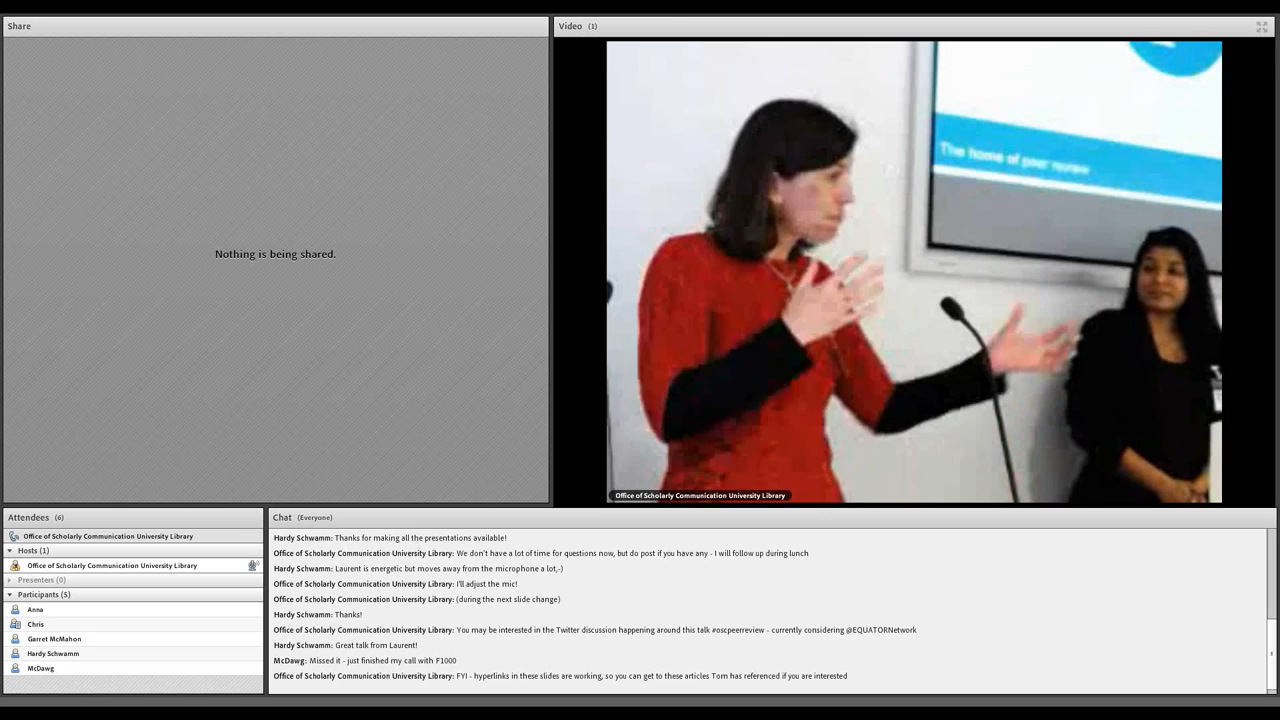 Share
Nothing is being shared.
Video (1)
The home of peer review
Office of Scholarly Communication University Library
Attendees (6)
Office of Scholarly Communication University Library
Hosts (1)
Office of Scholarly Communication University Library
Presenters (0)
Participants (5)
Anna
Chris
Garret McMahon
Hardy Schwamm
McDawg
Chat (Everyone)
Hardy Schwamm: Thanks for making all the presentations available!
Office of Scholarly Communication University Library: We don't have a lot of time for questions now, but do post if you have any - I will follow up during lunch
Hardy Schwamm: Laurent is energetic but moves away from the microphone a lot,-)
Office of Scholarly Communication University Library: I'll adjust the mic!
Office of Scholarly Communication University Library: (during the next slide change)
Hardy Schwamm: Thanks!
Office of Scholarly Communication University Library: You may be interested in the Twitter discussion happening around this talk #oscpeerreview - currently considering @EQUATORNetwork
Hardy Schwamm: Great talk from Laurent!
McDawg: Missed it - just finished my call with F1000
Office of Scholarly Communication University Library: FYI - hyperlinks in these slides are working, so you can get to these articles Tom has referenced if you are interested